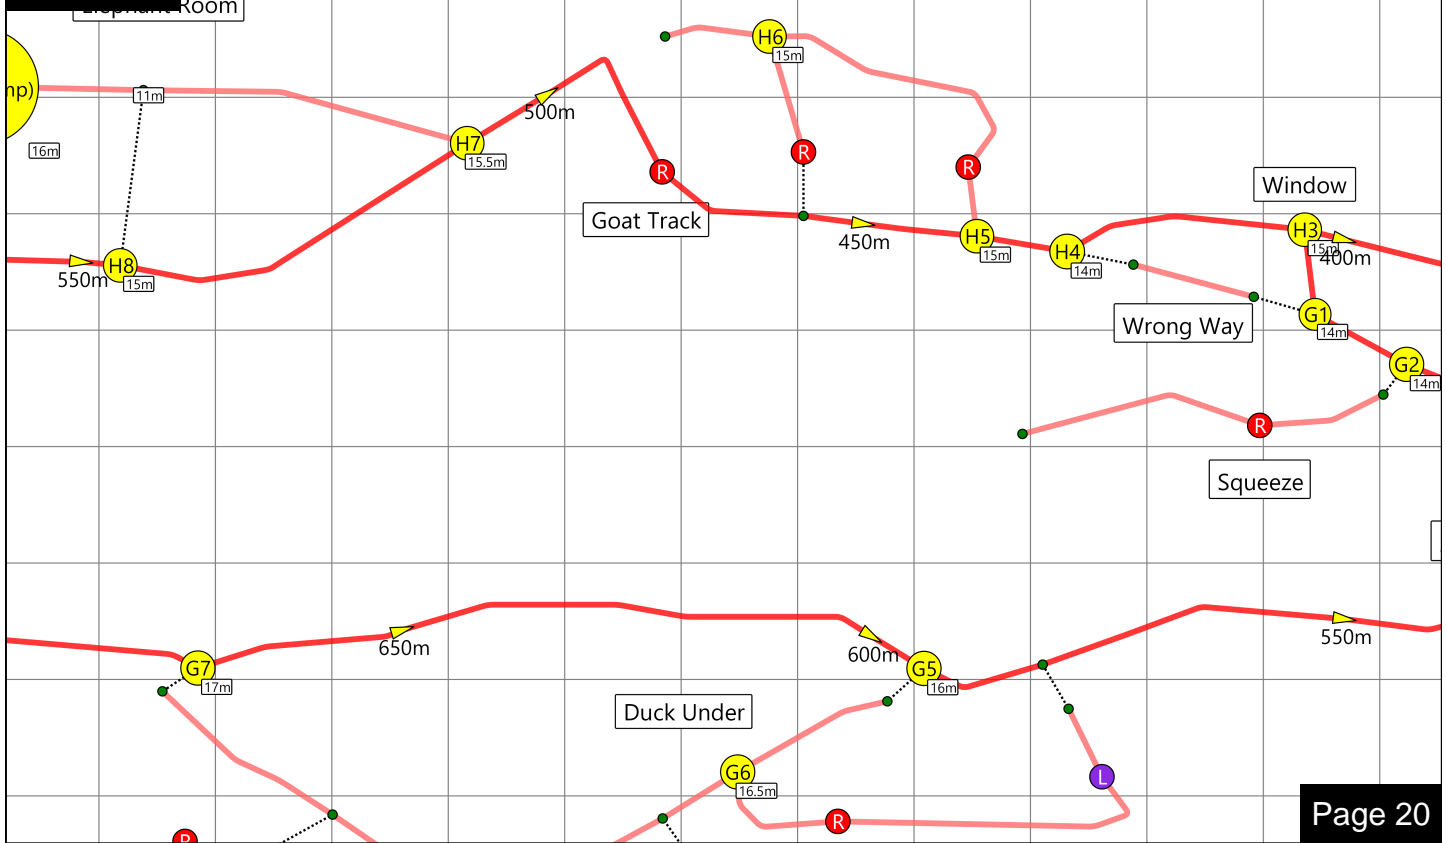 Elephant Room
mp)
11m
16m
H7
15.5m
500m
H6
15m
R
R
R
Goat Track
450m
H5
15m
H4
14m
Window
H3
15m
400m
550m
H8
15m
Wrong Way
G1
14m
G2
14m
R
Squeeze
G7
17m
650m
600m
G5
16m
550m
Duck Under
G6
16.5m
L
R
R
Page 20